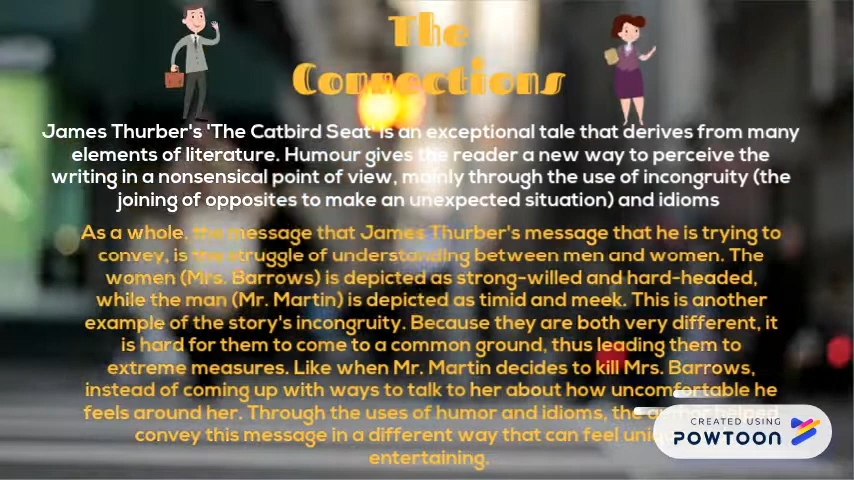 The
Connections
James Thurber's 'The Catbird Seat' is an exceptional tale that derives from many
elements of literature. Humour gives the reader a new way to perceive the
writing in a nonsensical point of view, mainly through the use of incongruity (the
joining of opposites to make an unexpected situation) and idioms
As a whole, the message that James Thurber's message that he is trying to
convey, is the struggle of understanding between men and women. The
women (Mrs. Barrows) is depicted as strong-willed and hard-headed,
while the man (Mr. Martin) is depicted as timid and meek. This is another
example of the story's incongruity. Because they are both very different, it
is hard for them to come to a common ground, thus leading them to
extreme measures. Like when Mr. Martin decides to kill Mrs. Barrows,
instead of coming up with ways to talk to her about how uncomfortable he
feels around her. Through the uses of humor and idioms, the author helped
convey this message in a different way that can feel
entertaining.
CREATED USING
POWTOON